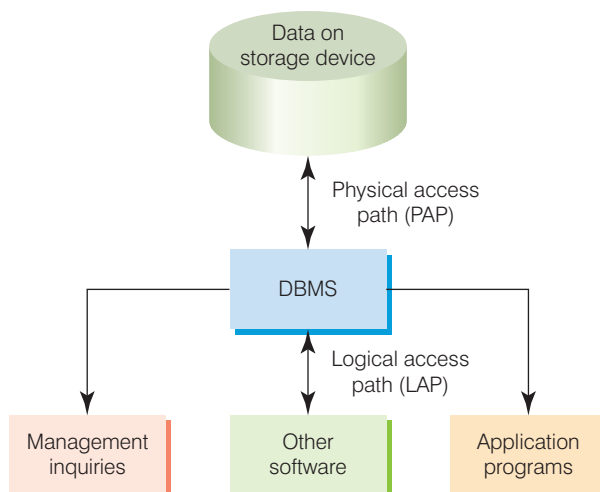 Data on
storage device
Physical access
path (PAP)
DBMS
Logical access
path (LAP)
Management
inquiries
Other
software
Application
programs